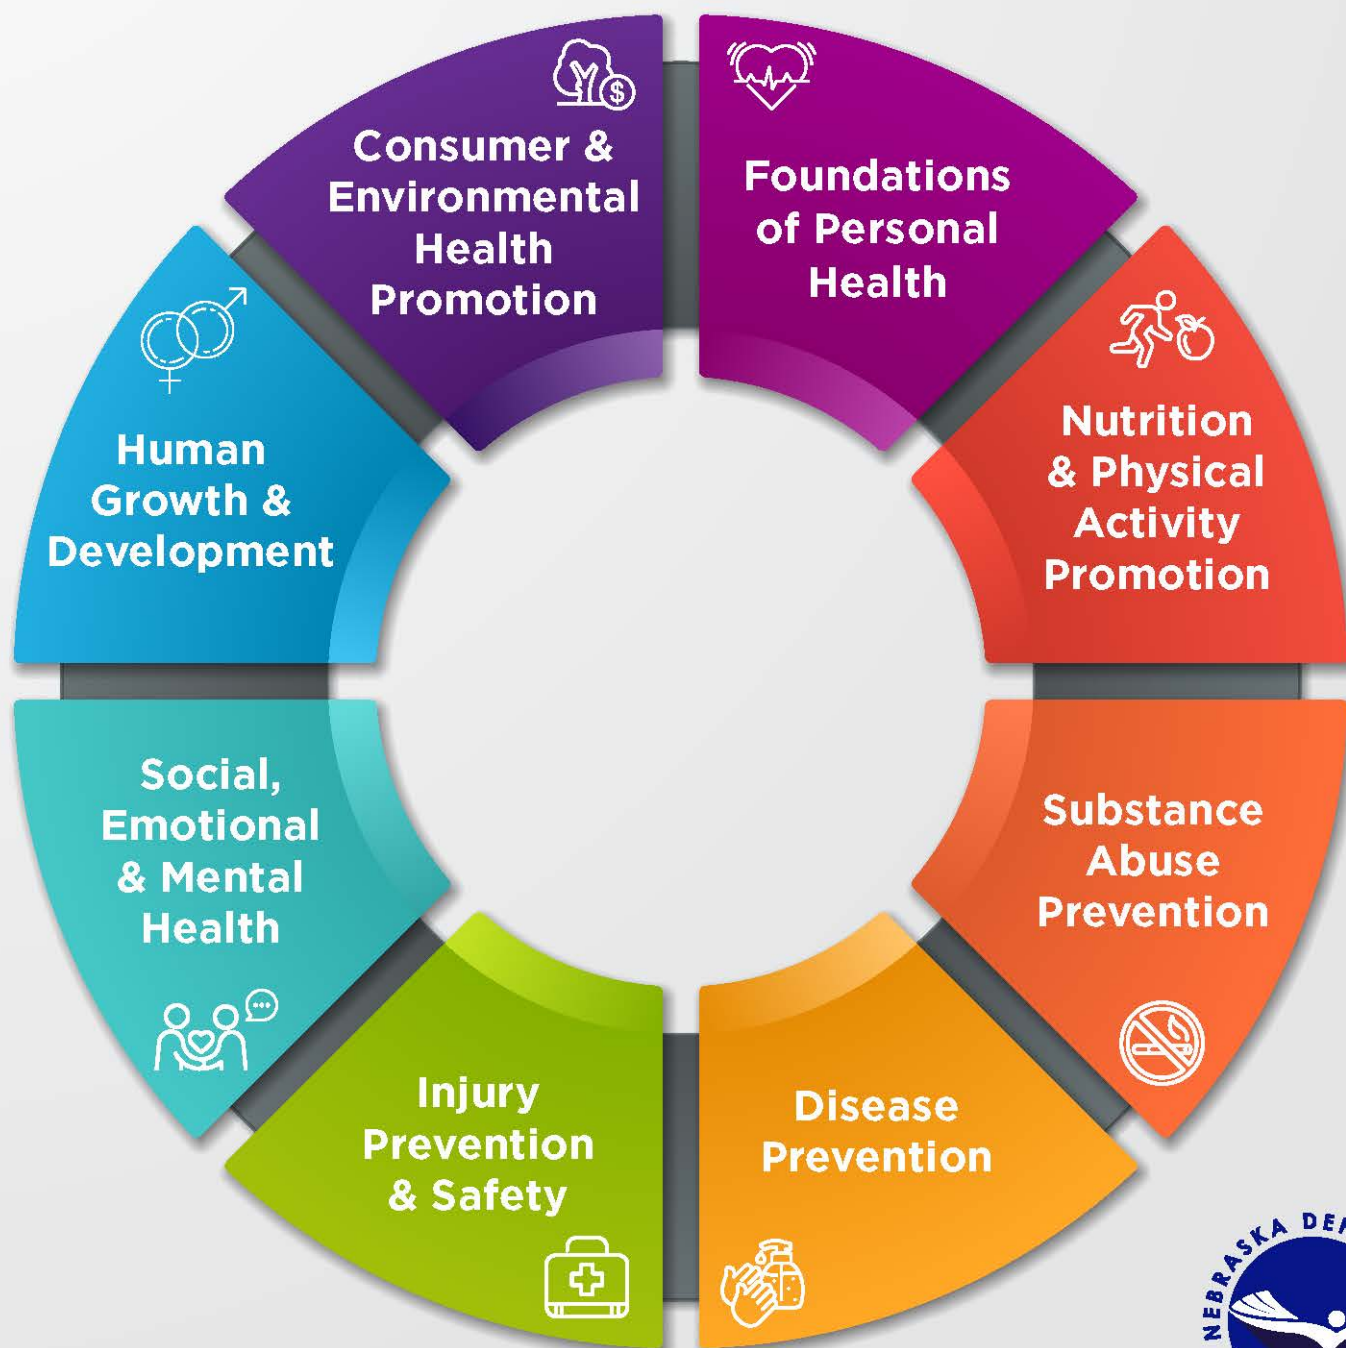 Foundations
of Personal
Health
Nutrition
& Physical
Activity
Promotion
Substance
Abuse
Prevention
Disease
Prevention
Injury
Prevention
& Safety
Social,
Emotional
& Mental
Health
Human
Growth &
Development
Consumer &
Environmental
Health
Promotion
$
NEBRASKA